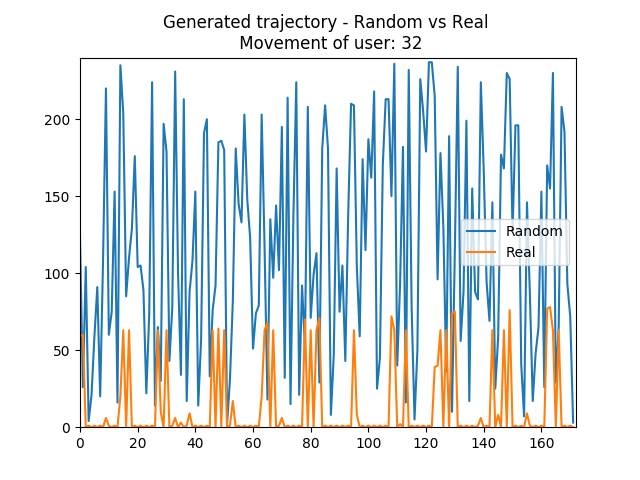 Generated trajectory - Random vs Real
Movement of user: 32
200
150
100
50
0
0 20 40 60 80 100 120 140 160
Random
Real